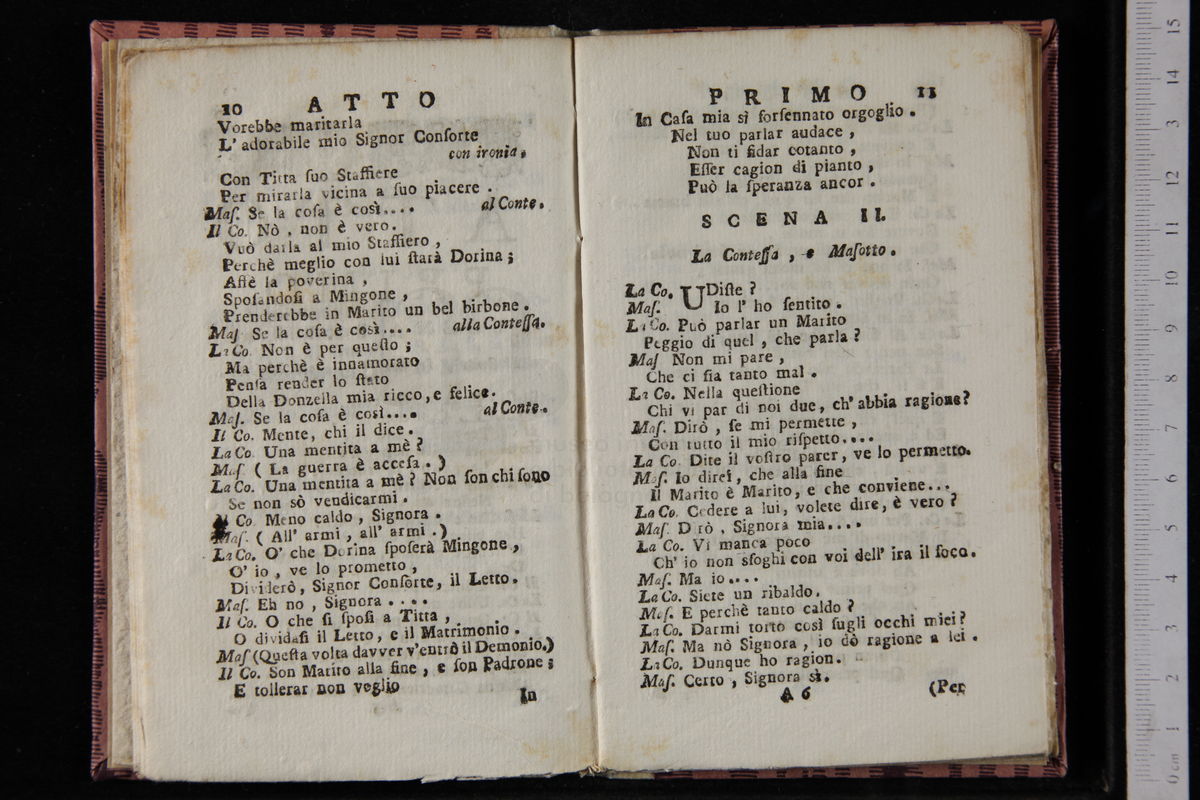 10 ATTO
Vorebbe maritarla
L' adorabile mio Signor Conſorte
con ironia.
Con Titta ſuo Staffiere
Per mirarla vicina a ſuo piacere .
Maſ. Se la coſa è così.... al Conte.
Il Co. Nò , non è vero.
Vuò darla al mio Staffiero ,
Perchè meglio con lui ſtarà Dorina ;
Affè la poverina ,
Spoſandoſi a Mingone ,
Prenderebbe in Marito un bel birbone.
Maſ Se la coſa è così.... alla Conteſſa.
La Co. Non è per queſto ;
Ma perchè è innamorato
Penſa render lo ſtato
Della Donzella mia ricco, e felice.
Maſ. Se la coſa è così.... al Conte.
Il Co. Mente, chi il dice.
La Co. Una mentita a mè ?
Maſ. ( La guerra è acceſa . )
La Co. Una mentita a mè ? Non ſon chi ſono
Se non sò vendicarmi .
Il Co. Meno caldo , Signora .
Maſ. ( All' armi , all' armi .)
La Co. O' che Dorina ſpoſerà Mingone ,
O' io , ve lo prometto ,
Dividerò, Signor Conſorte, il Letto.
Maſ. Eh no , Signora ....
Il Co. O che ſi ſpoſi a Titta ,
O dividaſi il Letto, e il Matrimonio .
Maſ (Queſta volta davver v'entrò il Demonio.)
Il Co. Son Marito alla fine , e ſon Padrone ;
E tollerar non voglio
In
PRIMO 11
In Caſa mia sì forſennato orgoglio .
Nel tuo parlar audace ,
Non ti fidar cotanto ,
Eſſer cagion di pianto ,
Può la ſperanza ancor .
SCENA II.
La Conteſſa , e Maſotto .
La Co. UDiſte ?
Maſ. Io l' ho ſentito .
La Co. Può parlar un Marito
Peggio di quel , che parla ?
Maſ Non mi pare ,
Che ci ſia tanto mal .
La Co. Nella queſtione
Chi vi par di noi due, ch' abbia ragione?
Maſ. Dirò , ſe mi permette ,
Con tutto il mio riſpetto....
La Co. Dite il voſtro parer, ve lo permetto.
Maſ. Io direi, che alla fine
Il Marito è Marito, e che conviene...
La Co. Cedere a lui, volete dire, è vero ?
Maſ. Dirò , Signora mia....
La Co. Vi manca poco
Ch' io non sfoghi con voi dell' ira il foco.
Maſ. Ma io....
La Co. Siete un ribaldo.
Maſ. E perchè tanto caldo ?
La Co. Darmi torto così ſugli occhi miei ?
Maſ. Ma nò Signora , io dò ragione a lei .
La Co. Dunque ho ragion.
Maſ. Certo , Signora sì.
A 6 (Per